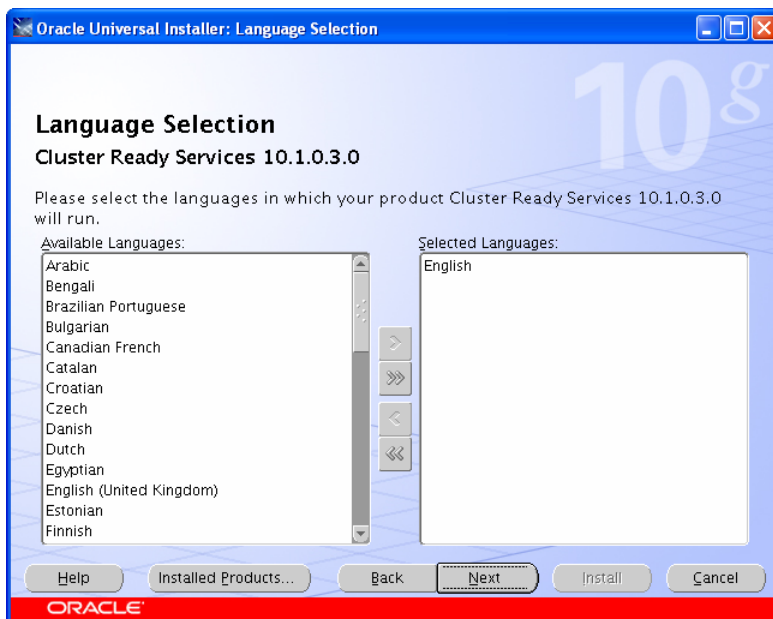 Oracle Universal Installer: Language Selection
10g
Language Selection
Cluster Ready Services 10.1.0.3.0
Please select the languages in which your product Cluster Ready Services 10.1.0.3.0
will run.
Available Languages:
Arabic
Bengali
Brazilian Portuguese
Bulgarian
Canadian French
Catalan
Croatian
Czech
Danish
Dutch
Egyptian
English (United Kingdom)
Estonian
Finnish
Selected Languages:
English
Help
Installed Products...
Back
Next
Install
Cancel
ORACLE